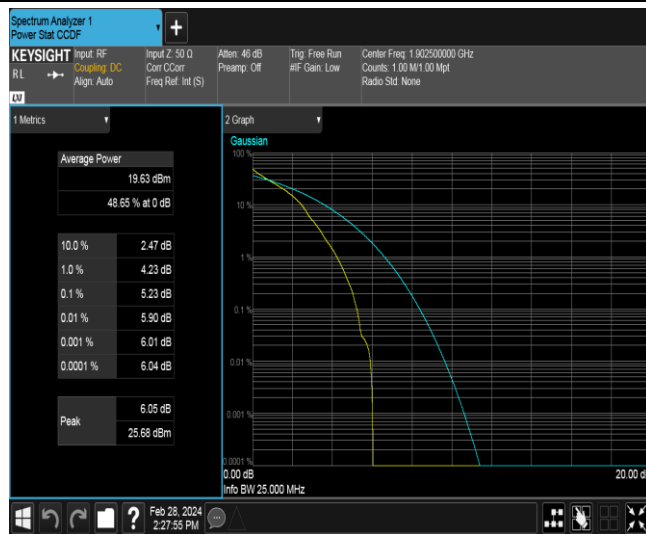 Spectrum Analyzer 1
Power Stat CCDF
KEYSIGHT
RL
LXI
Input: RF
Coupling: DC
Align: Auto
Input Z: 50 Ω
Corr CCorr
Freq Ref: Int (S)
Atten: 46 dB
Preamp: Off
Trig: Free Run
#IF Gain: Low
Center Freq: 1.902500000 GHz
Counts: 1.00 M/1.00 Mpt
Radio Std: None
1 Metrics
Average Power
19.63 dBm
48.65 % at 0 dB
10.0 % 2.47 dB
1.0 % 4.23 dB
0.1 % 5.23 dB
0.01 % 5.90 dB
0.001 % 6.01 dB
0.0001 % 6.04 dB
Peak
6.05 dB
25.68 dBm
2 Graph
Gaussian
100 %
10 %
1 %
0.1 %
0.01 %
0.001 %
0.0001 %
0.00 dB
20.00 d
Info BW 25.000 MHz
?
Feb 28, 2024
2:27:55 PM